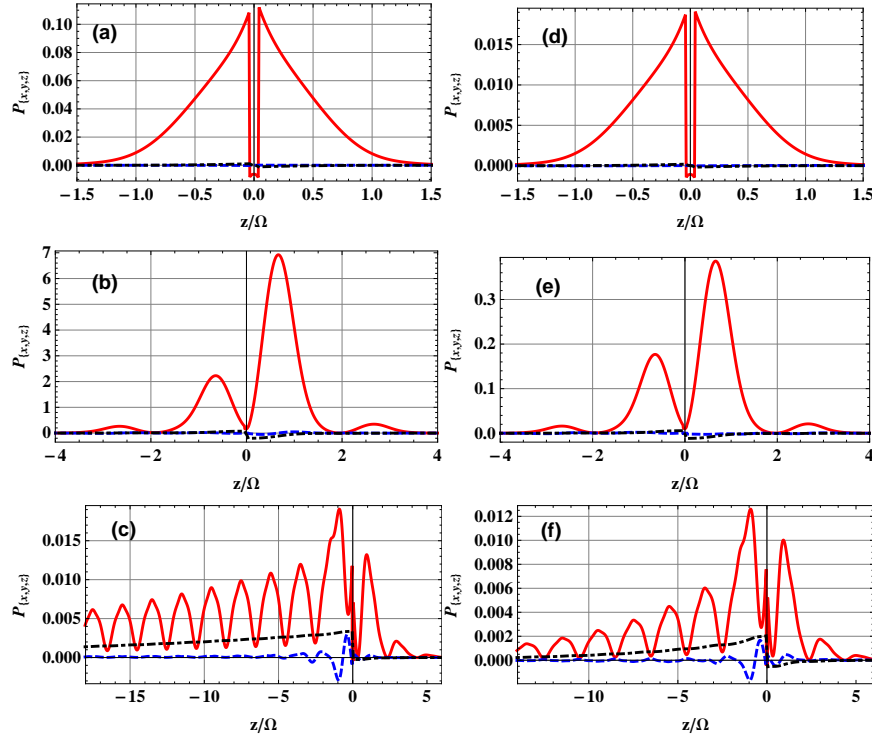 (a)
P{x,y,z}
0.10
0.08
0.06
0.04
0.02
0.00
−1.5 −1.0 −0.5 0.0 0.5 1.0 1.5
z/Ω
(d)
P{x,y,z}
0.015
0.010
0.005
0.000
−1.5 −1.0 −0.5 0.0 0.5 1.0 1.5
z/Ω
(b)
P{x,y,z}
7
6
5
4
3
2
1
0
−4 −2 0 2 4
z/Ω
(e)
P{x,y,z}
0.3
0.2
0.1
0.0
−4 −2 0 2 4
z/Ω
(c)
P{x,y,z}
0.015
0.010
0.005
0.000
−15 −10 −5 0 5
z/Ω
(f)
P{x,y,z}
0.012
0.010
0.008
0.006
0.004
0.002
0.000
−10 −5 0 5
z/Ω